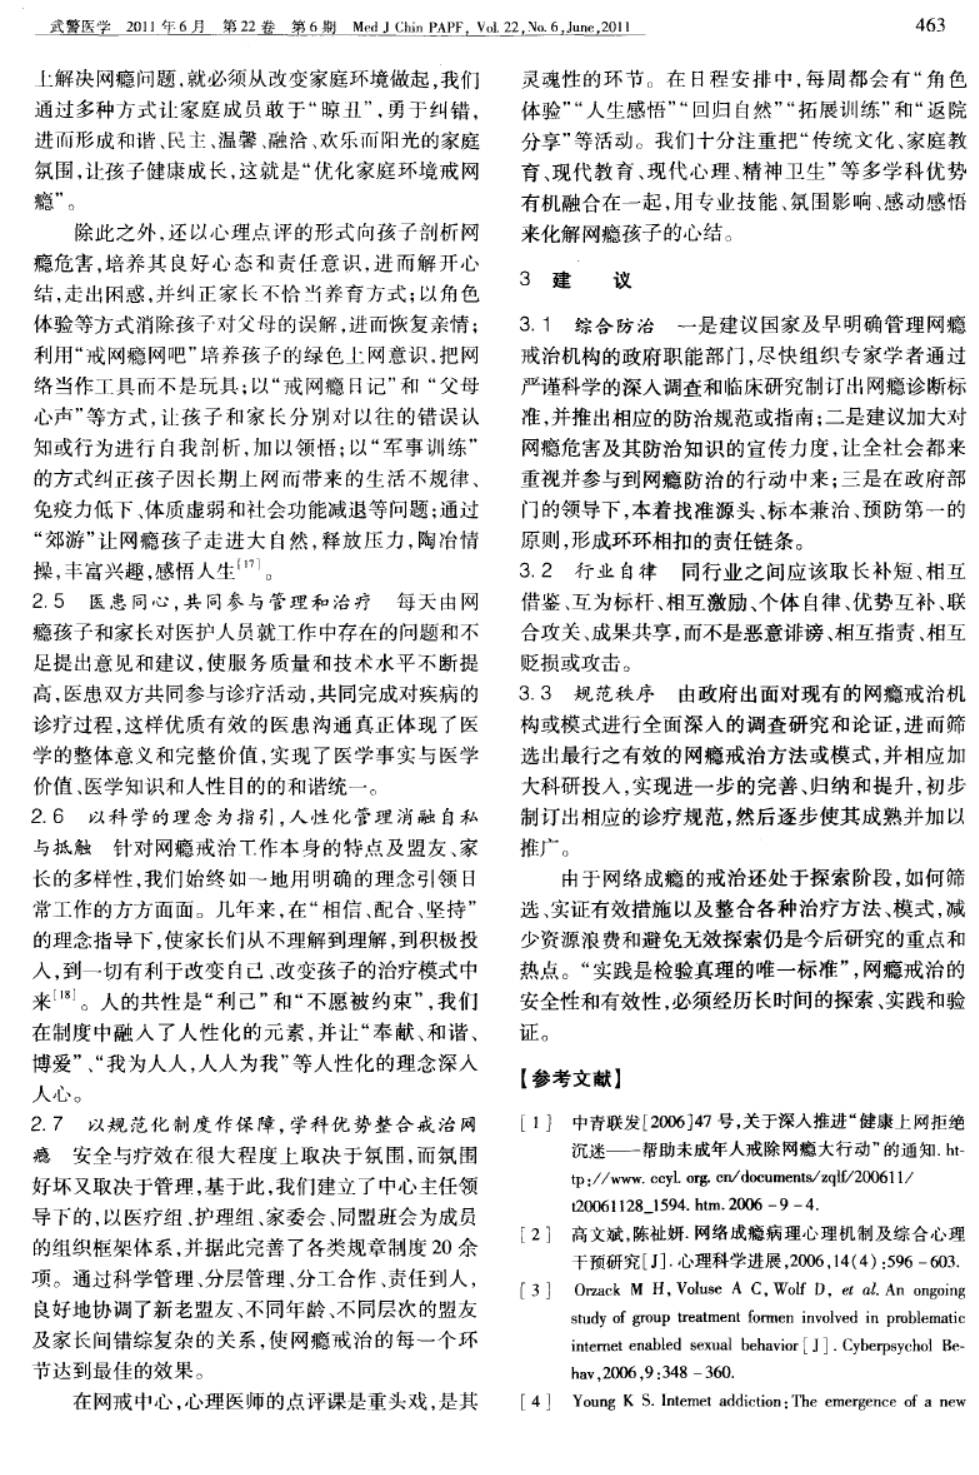 武警医学 2011年6月 第22卷 第6期 Med J Chin PAPF, Vol. 22, No. 6, June, 2011
463
上解决网瘾问题,就必须从改变家庭环境做起,我们
通过多种方式让家庭成员敢于“晾丑”,勇于纠错,
进而形成和谐、民主、温馨、融洽、欢乐而阳光的家庭
氛围,让孩子健康成长,这就是“优化家庭环境戒网
瘾”。
除此之外,还以心理点评的形式向孩子剖析网
瘾危害,培养其良好心态和责任意识,进而解开心
结,走出困惑,并纠正家长不恰当养育方式;以角色
体验等方式消除孩子对父母的误解,进而恢复亲情;
利用“戒网瘾网吧”培养孩子的绿色上网意识,把网
络当作工具而不是玩具;以“戒网瘾日记”和“父母
心声”等方式,让孩子和家长分别对以往的错误认
知或行为进行自我剖析,加以领悟;以“军事训练”
的方式纠正孩子因长期上网而带来的生活不规律、
免疫力低下、体质虚弱和社会功能减退等问题;通过
“郊游”让网瘾孩子走进大自然,释放压力,陶冶情
操,丰富兴趣,感悟人生[17]。
2.5 医患同心,共同参与管理和治疗 每天由网
瘾孩子和家长对医护人员就工作中存在的问题和不
足提出意见和建议,使服务质量和技术水平不断提
高,医患双方共同参与诊疗活动,共同完成对疾病的
诊疗过程,这样优质有效的医患沟通真正体现了医
学的整体意义和完整价值,实现了医学事实与医学
价值、医学知识和人性目的的和谐统一。
2.6 以科学的理念为指引,人性化管理消融自私
与抵触 针对网瘾戒治工作本身的特点及盟友、家
长的多样性,我们始终如一地用明确的理念引领日
常工作的方方面面。几年来,在“相信、配合、坚持”
的理念指导下,使家长们从不理解到理解,到积极投
入,到一切有利于改变自己、改变孩子的治疗模式中
来[18]。人的共性是“利己”和“不愿被约束”,我们
在制度中融入了人性化的元素,并让“奉献、和谐、
博爱”、“我为人人,人人为我”等人性化的理念深入
人心。
2.7 以规范化制度作保障,学科优势整合戒治网
瘾 安全与疗效在很大程度上取决于氛围,而氛围
好坏又取决于管理,基于此,我们建立了中心主任领
导下的,以医疗组、护理组、家委会、同盟班会为成员
的组织框架体系,并据此完善了各类规章制度20余
项。通过科学管理、分层管理、分工合作、责任到人,
良好地协调了新老盟友、不同年龄、不同层次的盟友
及家长间错综复杂的关系,使网瘾戒治的每一个环
节达到最佳的效果。
在网戒中心,心理医师的点评课是重头戏,是其
灵魂性的环节。在日程安排中,每周都会有“角色
体验”“人生感悟”“回归自然”“拓展训练”和“返院
分享”等活动。我们十分注重把“传统文化、家庭教
育、现代教育、现代心理、精神卫生”等多学科优势
有机融合在一起,用专业技能、氛围影响、感动感悟
来化解网瘾孩子的心结。
3 建 议
3.1 综合防治 一是建议国家及早明确管理网瘾
戒治机构的政府职能部门,尽快组织专家学者通过
严谨科学的深入调查和临床研究制订出网瘾诊断标
准,并推出相应的防治规范或指南;二是建议加大对
网瘾危害及其防治知识的宣传力度,让全社会都来
重视并参与到网瘾防治的行动中来;三是在政府部
门的领导下,本着找准源头、标本兼治、预防第一的
原则,形成环环相扣的责任链条。
3.2 行业自律 同行业之间应该取长补短、相互
借鉴、互为标杆、相互激励、个体自律、优势互补、联
合攻关、成果共享,而不是恶意诽谤、相互指责、相互
贬损或攻击。
3.3 规范秩序 由政府出面对现有的网瘾戒治机
构或模式进行全面深入的调查研究和论证,进而筛
选出最行之有效的网瘾戒治方法或模式,并相应加
大科研投入,实现进一步的完善、归纳和提升,初步
制订出相应的诊疗规范,然后逐步使其成熟并加以
推广。
由于网络成瘾的戒治还处于探索阶段,如何筛
选、实证有效措施以及整合各种治疗方法、模式,减
少资源浪费和避免无效探索仍是今后研究的重点和
热点。“实践是检验真理的唯一标准”,网瘾戒治的
安全性和有效性,必须经历长时间的探索、实践和验
证。
【参考文献】
[1] 中青联发[2006]47号,关于深入推进“健康上网拒绝
沉迷——帮助未成年人戒除网瘾大行动”的通知. ht-
tp://www. ccyl. org. cn/documents/zqlf/200611/
t20061128_1594. htm. 2006-9-4.
[2] 高文斌,陈祉妍. 网络成瘾病理心理机制及综合心理
干预研究[J]. 心理科学进展,2006,14(4):596-603.
[3] Orzack M H, Voluse A C, Wolf D, et al. An ongoing
study of group treatment formen involved in problematic
internet enabled sexual behavior[J]. Cyberpsychol Be-
hav,2006,9:348-360.
[4] Young K S. Internet addiction: The emergence of a new